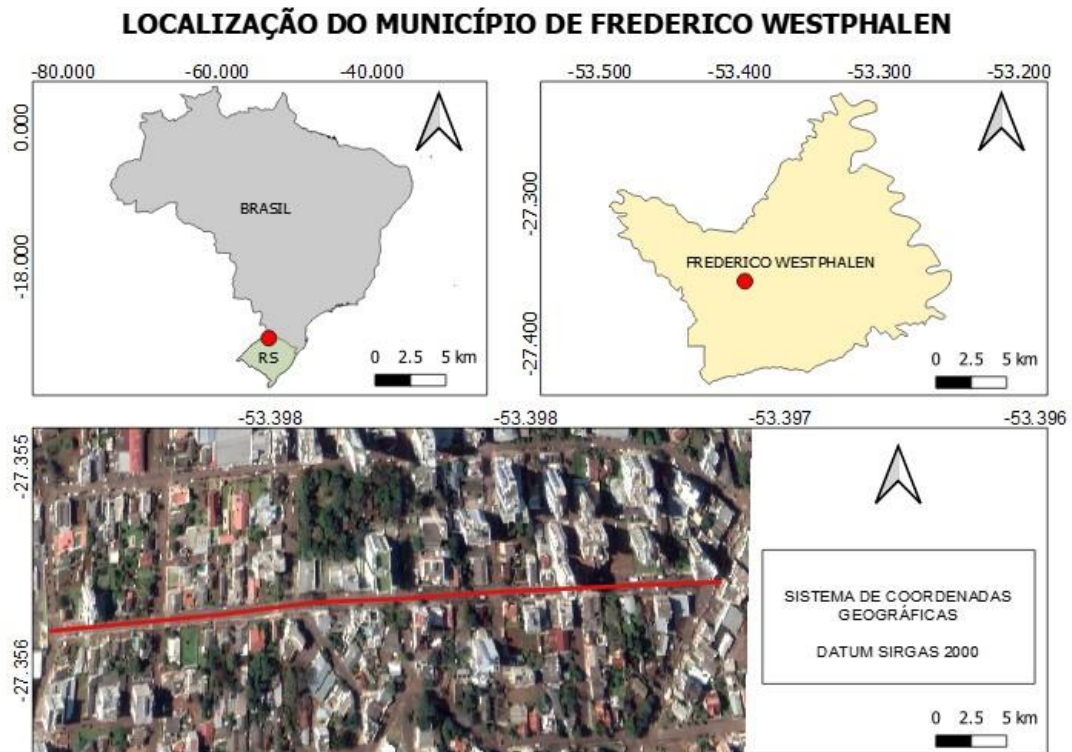 LOCALIZAÇÃO DO MUNICÍPIO DE FREDERICO WESTPHALEN
-80.000 -60.000 -40.000
0.000
-18.000
BRASIL
RS
0 2.5 5 km
-53.500 -53.400 -53.300 -53.200
-27.300
-27.400
FREDERICO WESTPHALEN
0 2.5 5 km
-53.398 -53.398 -53.397 -53.396
-27.355
-27.356
SISTEMA DE COORDENADAS
GEOGRÁFICAS
DATUM SIRGAS 2000
0 2.5 5 km